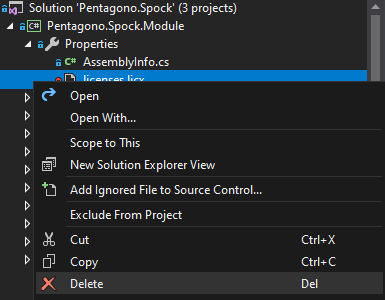 Solution 'Pentagono.Spock' (3 projects)
C# Pentagono.Spock.Module
Properties
C# AssemblyInfo.cs
licenses.licx
Open
Open With...
Scope to This
New Solution Explorer View
Add Ignored File to Source Control...
Exclude From Project
Cut Ctrl+X
Copy Ctrl+C
Delete Del